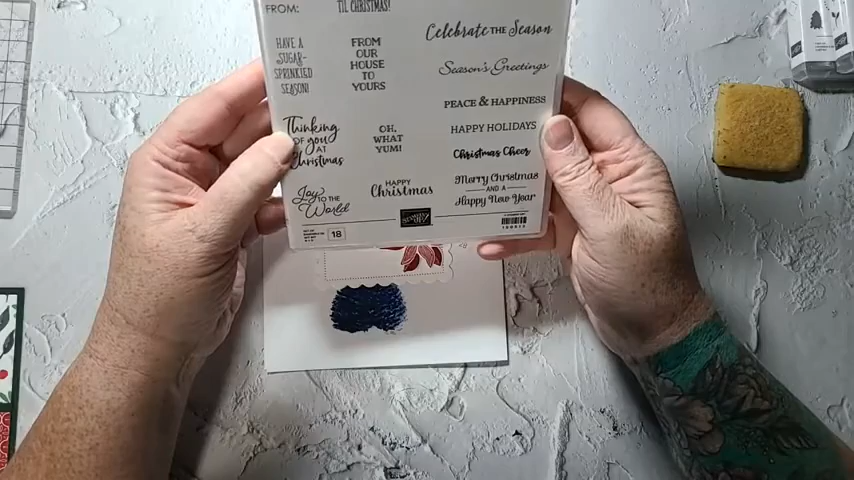 FROM:
'TIL CHRISTMAS!
CELEBRATE THE SEASON
HAVE A
SUGAR-
SPRINKLED
SEASON!
FROM
OUR
HOUSE
TO
YOURS
SEASON'S GREETINGS
PEACE & HAPPINESS
Thinking
OF YOU
AT
Christmas
OH,
WHAT
YUM!
HAPPY HOLIDAYS
Christmas Cheer
Joy TO THE
World
HAPPY
Christmas
Merry Christmas
AND A
Happy New Year
18